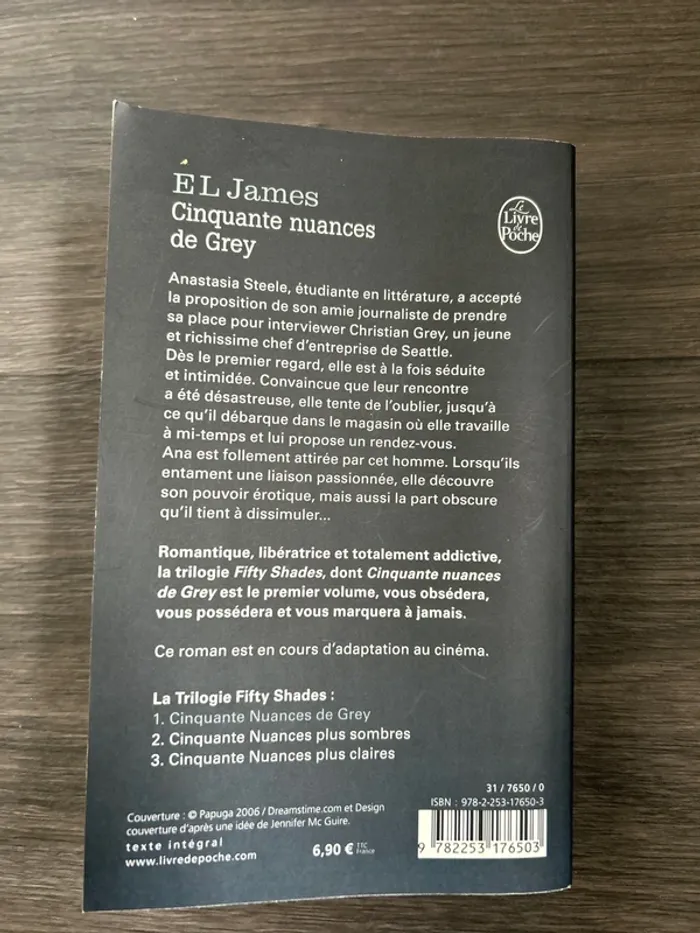 E L James
Cinquante nuances
de Grey
Le
Livre
de
Poche
Anastasia Steele, étudiante en littérature, a accepté
la proposition de son amie journaliste de prendre
sa place pour interviewer Christian Grey, un jeune
et richissime chef d'entreprise de Seattle.
Dès le premier regard, elle est à la fois séduite
et intimidée. Convaincue que leur rencontre
a été désastreuse, elle tente de l'oublier, jusqu'à
ce qu'il débarque dans le magasin où elle travaille
à mi-temps et lui propose un rendez-vous.
Ana est follement attirée par cet homme. Lorsqu'ils
entament une liaison passionnée, elle découvre
son pouvoir érotique, mais aussi la part obscure
qu'il tient à dissimuler...
Romantique, libératrice et totalement addictive,
la trilogie Fifty Shades, dont Cinquante nuances
de Grey est le premier volume, vous obsédera,
vous possédera et vous marquera à jamais.
Ce roman est en cours d'adaptation au cinéma.
La Trilogie Fifty Shades :
1. Cinquante Nuances de Grey
2. Cinquante Nuances plus sombres
3. Cinquante Nuances plus claires
Couverture : © Papuga 2006 / Dreamstime.com et Design
couverture d'après une idée de Jennifer Mc Guire.
texte intégral
www.livredepoche.com
6,90 € TTC
France
31 / 7650 / 0
ISBN : 978-2-253-17650-3
9 782253 176503